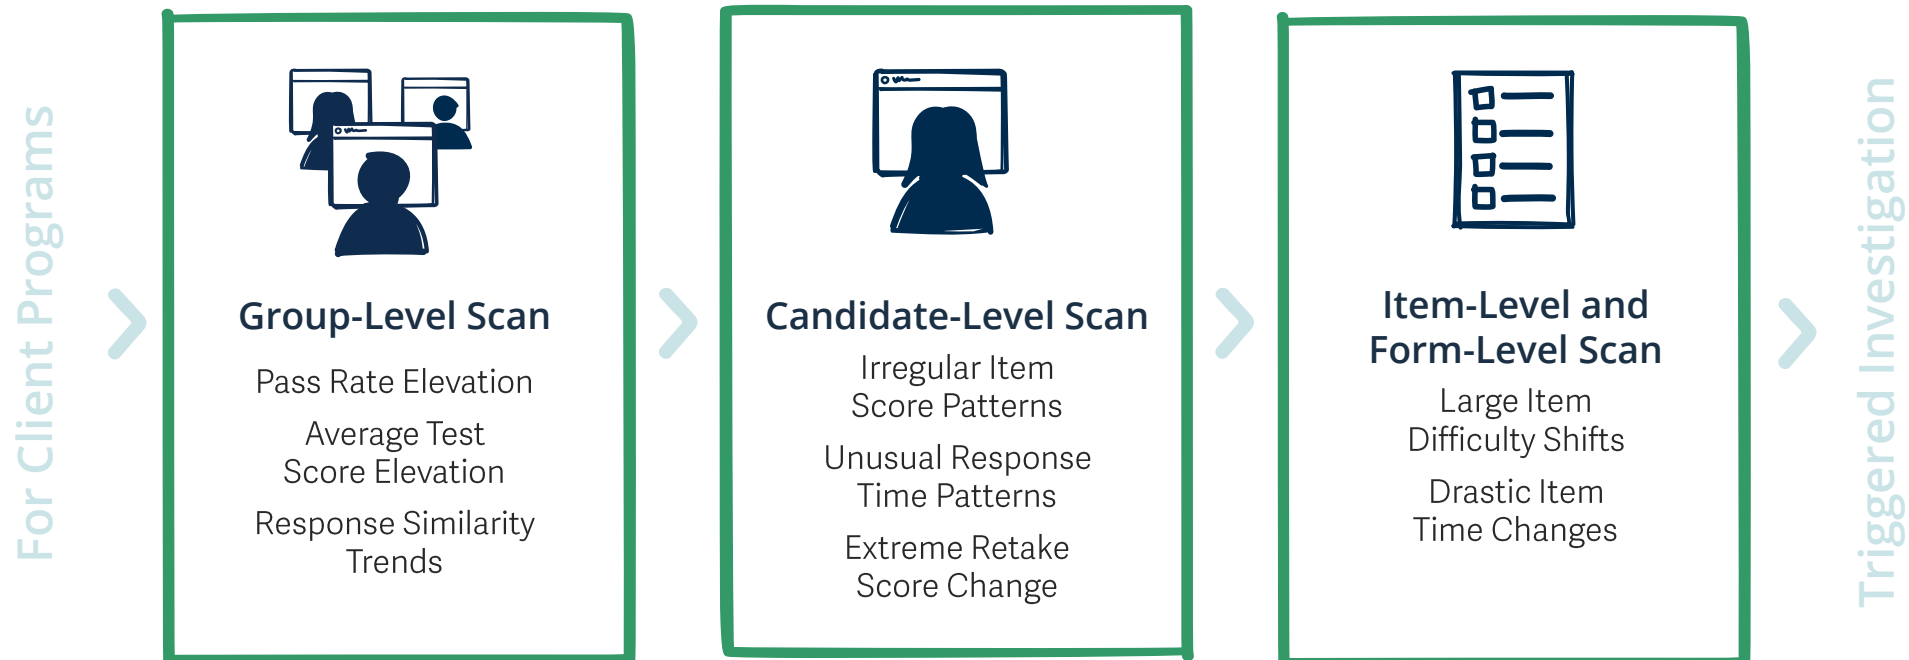 For Client Programs
Group-Level Scan
Pass Rate Elevation
Average Test
Score Elevation
Response Similarity
Trends
Candidate-Level Scan
Irregular Item
Score Patterns
Unusual Response
Time Patterns
Extreme Retake
Score Change
Item-Level and
Form-Level Scan
Large Item
Difficulty Shifts
Drastic Item
Time Changes
Triggered Investigation